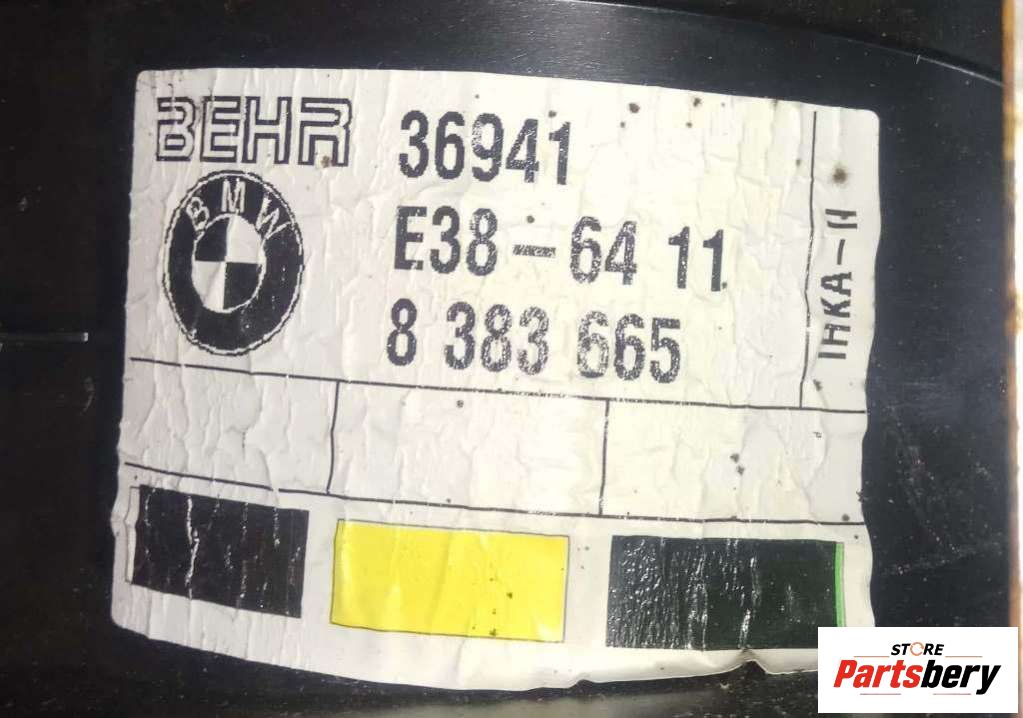 BEHR 36941
BMW
E38-64 11
8 383 665
IHKA-II
STORE
Partsbery